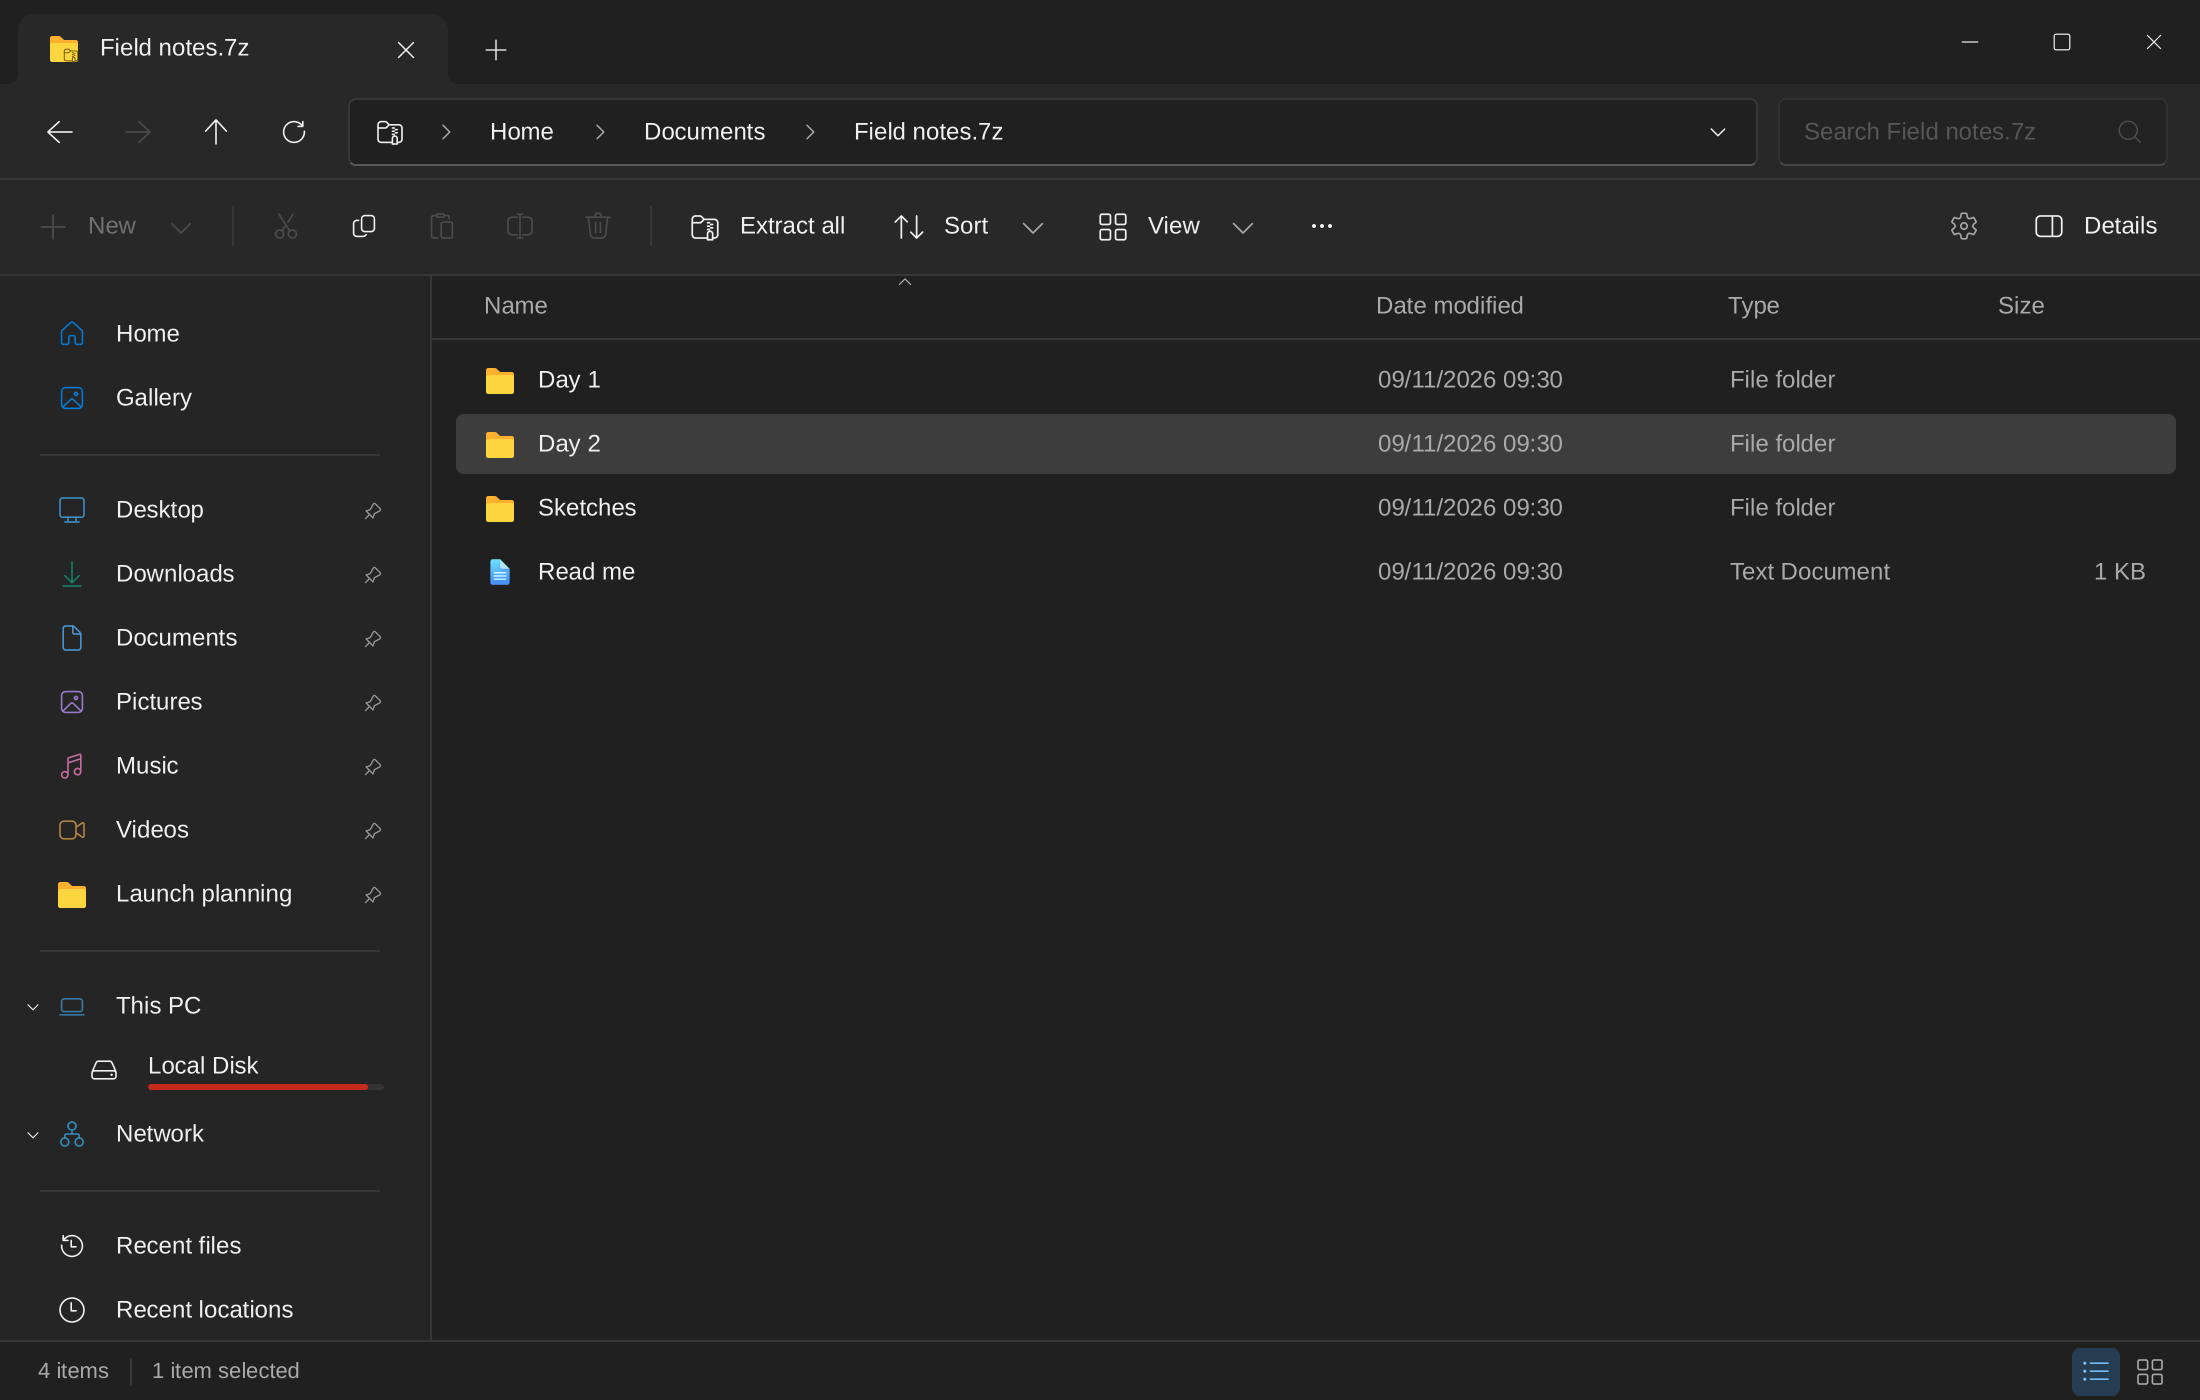 Field notes.7z
Home Documents Field notes.7z Search Field notes.7z
New Extract all Sort View Details
Name Date modified Type Size
Home
Gallery
Desktop
Downloads
Documents
Pictures
Music
Videos
Launch planning
This PC
Local Disk
Network
Recent files
Recent locations
Day 1 09/11/2026 09:30 File folder
Day 2 09/11/2026 09:30 File folder
Sketches 09/11/2026 09:30 File folder
Read me 09/11/2026 09:30 Text Document 1 KB
4 items 1 item selected